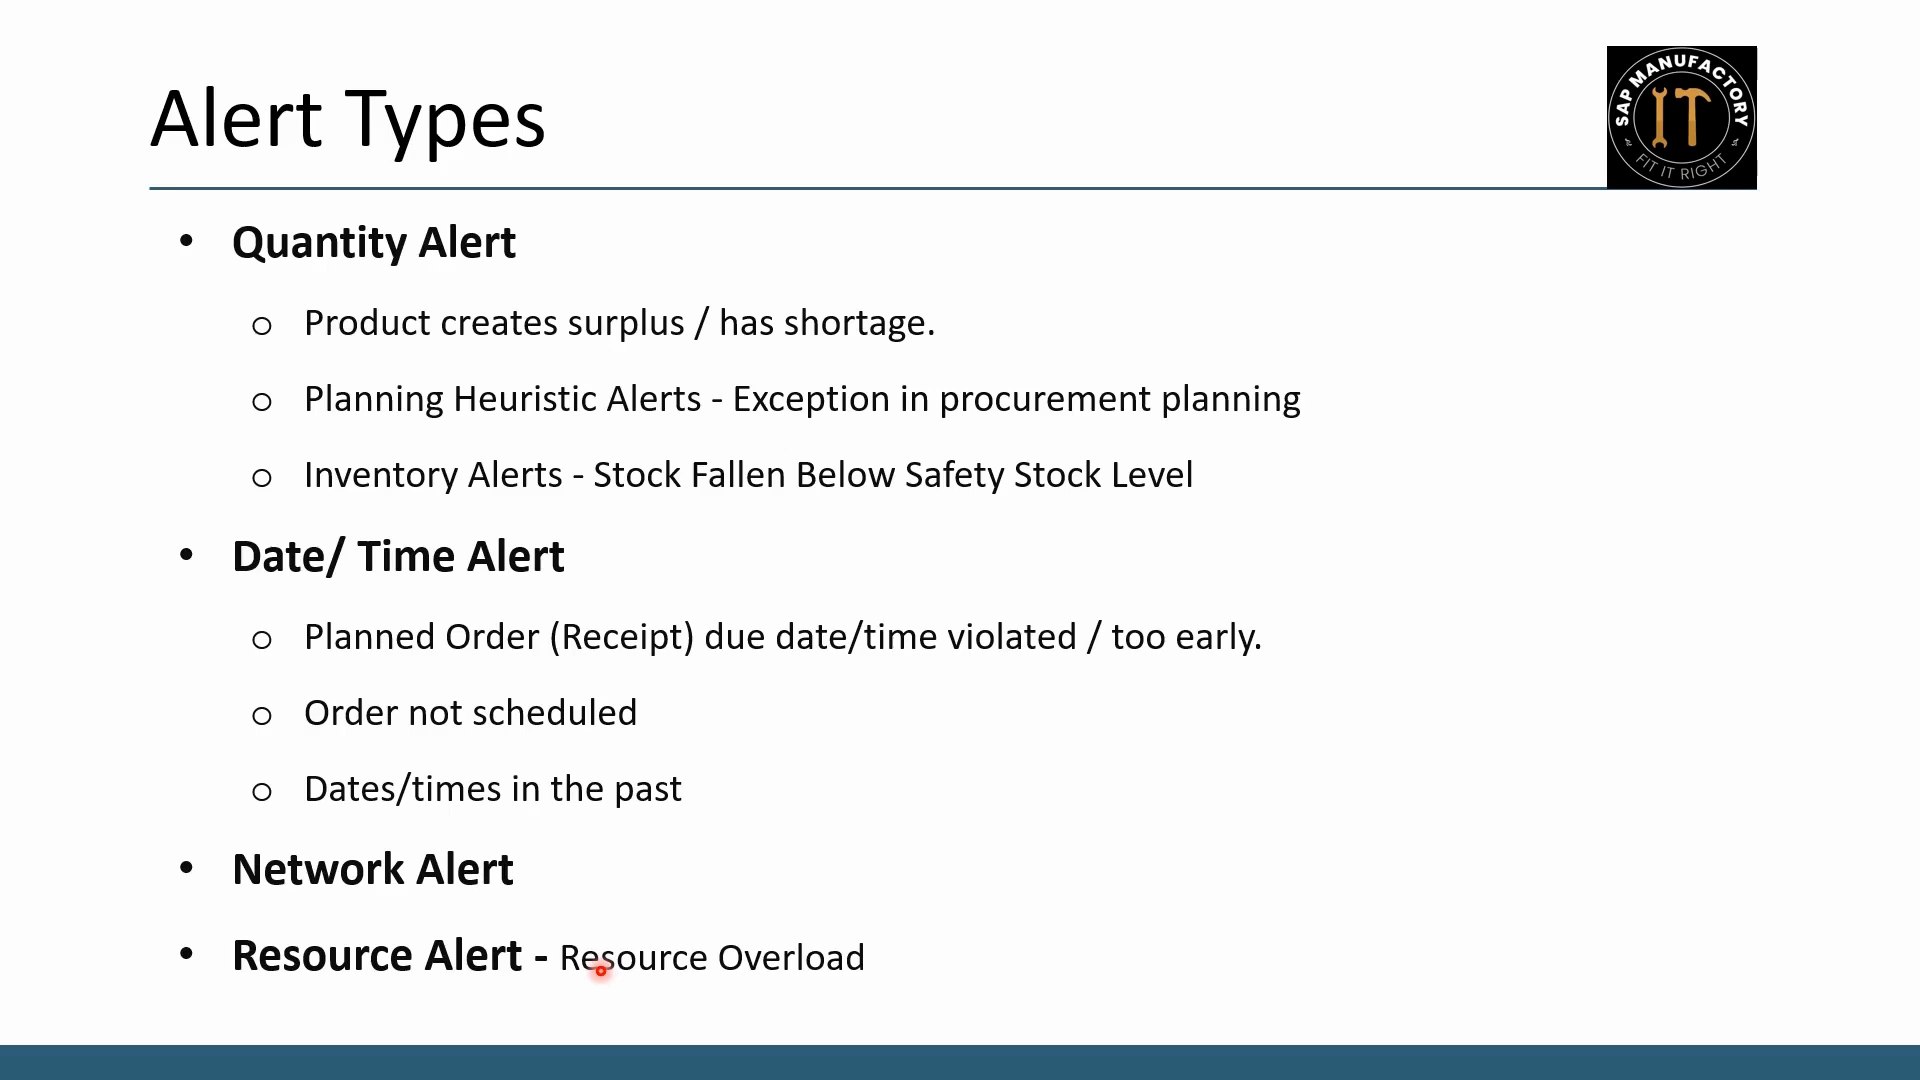 Alert Types
SAP MANUFACTORY
IT
FIT IT RIGHT
• Quantity Alert
o Product creates surplus / has shortage.
o Planning Heuristic Alerts - Exception in procurement planning
o Inventory Alerts - Stock Fallen Below Safety Stock Level
• Date/ Time Alert
o Planned Order (Receipt) due date/time violated / too early.
o Order not scheduled
o Dates/times in the past
• Network Alert
• Resource Alert - Resource Overload